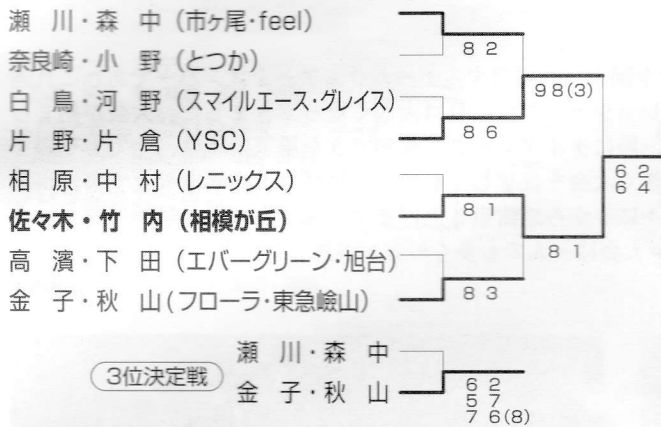 瀬川・森中（市ヶ尾・feel）
8 2
奈良崎・小野（とつか）
9 8(3)
白鳥・河野（スマイルエース・グレイス）
8 6
片野・片倉（YSC）
6 2
6 4
相原・中村（レニックス）
8 1
佐々木・竹内（相模が丘）
8 1
高濱・下田（エバーグリーン・旭台）
8 3
金子・秋山（フローラ・東急嶮山）
3位決定戦
瀬川・森中
金子・秋山
6 2
5 7
7 6(8)